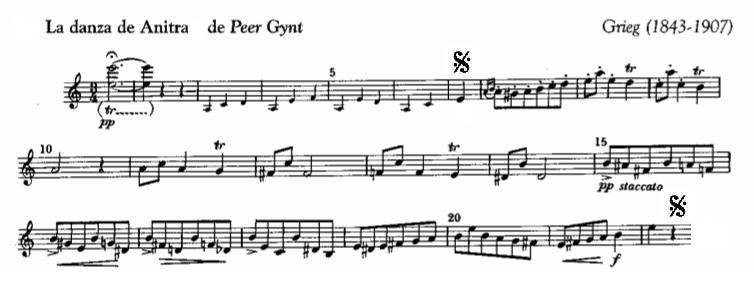 La danza de Anitra de Peer Gynt Grieg (1843-1907)
5
tr tr tr
pp
10 tr tr 15
pp staccato
20
f